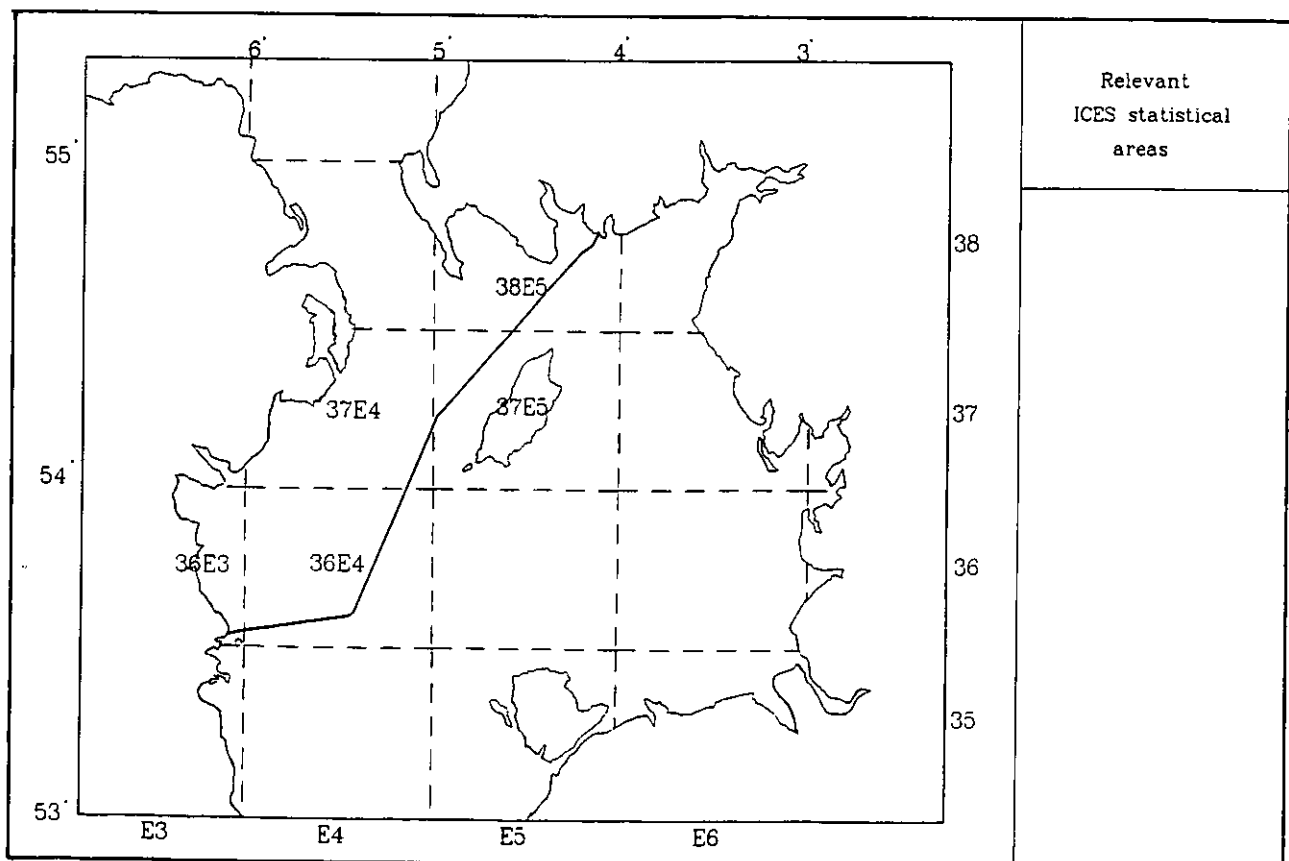 6° 5° 4° 3°
Relevant
ICES statistical
areas
55°
38
38E5
37E4 37E5 37
54°
36E3 36E4 36
35
53°
E3 E4 E5 E6